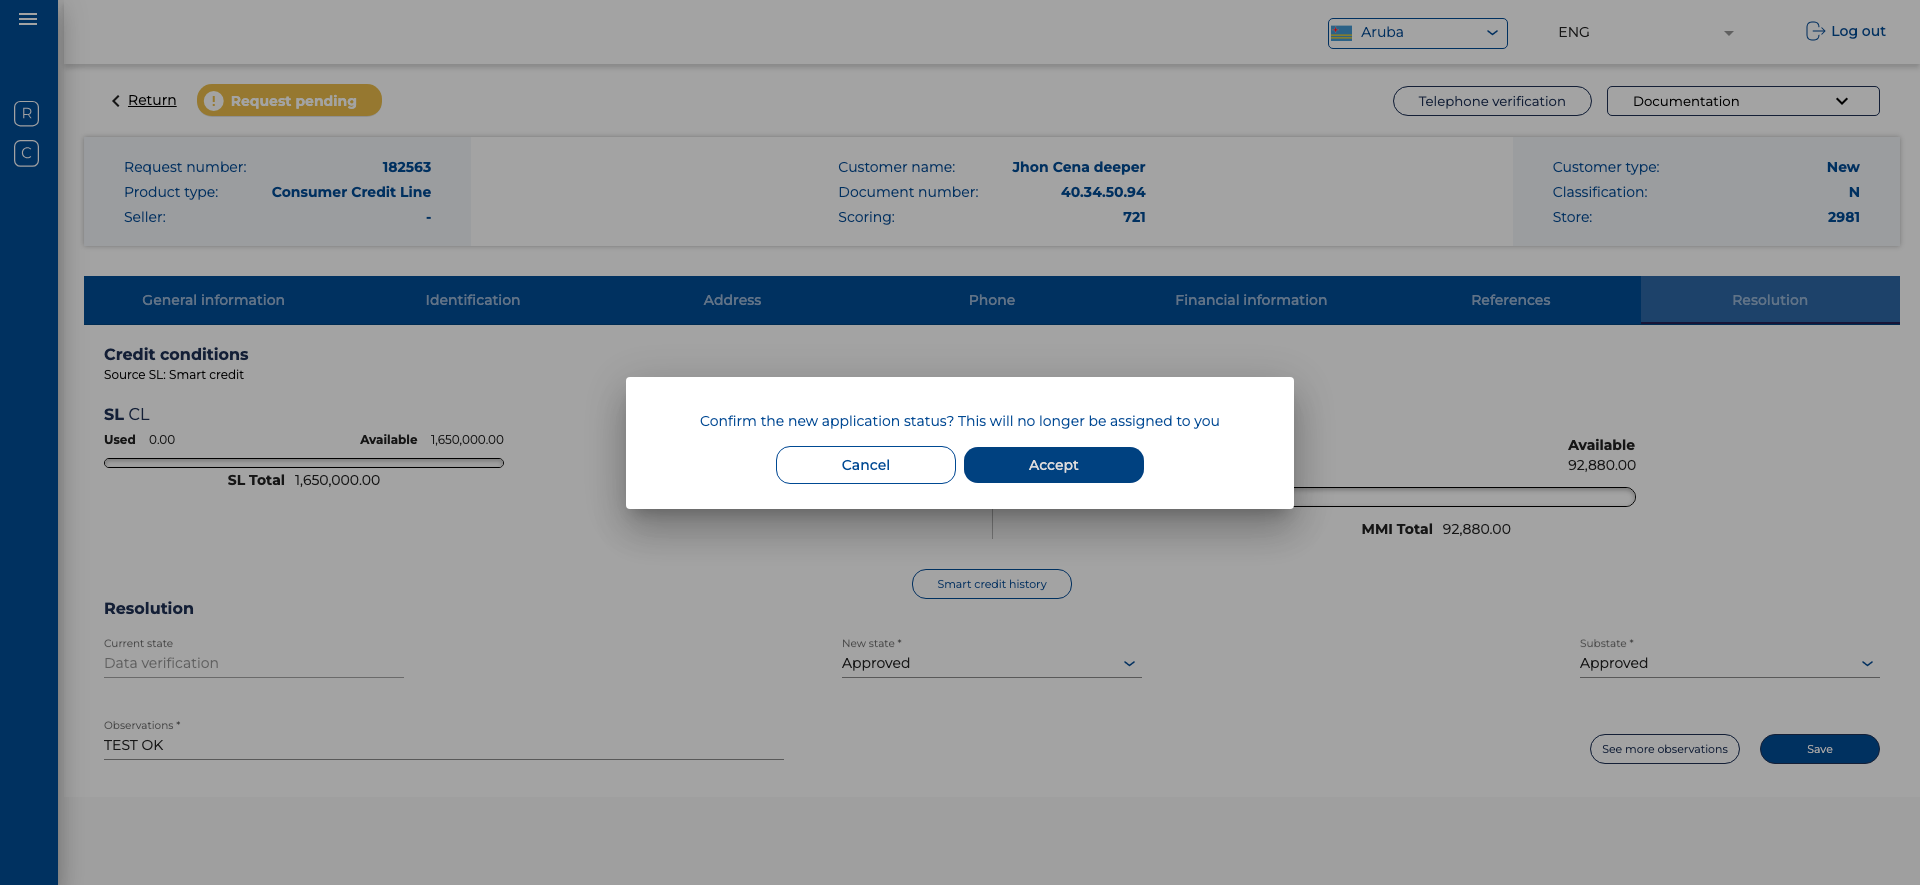 Aruba
ENG
Log out
R
C
Return
! Request pending
Telephone verification
Documentation
Request number: 182563
Product type: Consumer Credit Line
Seller: -
Customer name: Jhon Cena deeper
Document number: 40.34.50.94
Scoring: 721
Customer type: New
Classification: N
Store: 2981
General information
Identification
Address
Phone
Financial information
References
Resolution
Credit conditions
Source SL: Smart credit
SL CL
Used 0.00 Available 1,650,000.00
SL Total 1,650,000.00
Confirm the new application status? This will no longer be assigned to you
Cancel
Accept
Available
92,880.00
MMI Total 92,880.00
Smart credit history
Resolution
Current state
Data verification
New state *
Approved
Substate *
Approved
Observations *
TEST OK
See more observations
Save